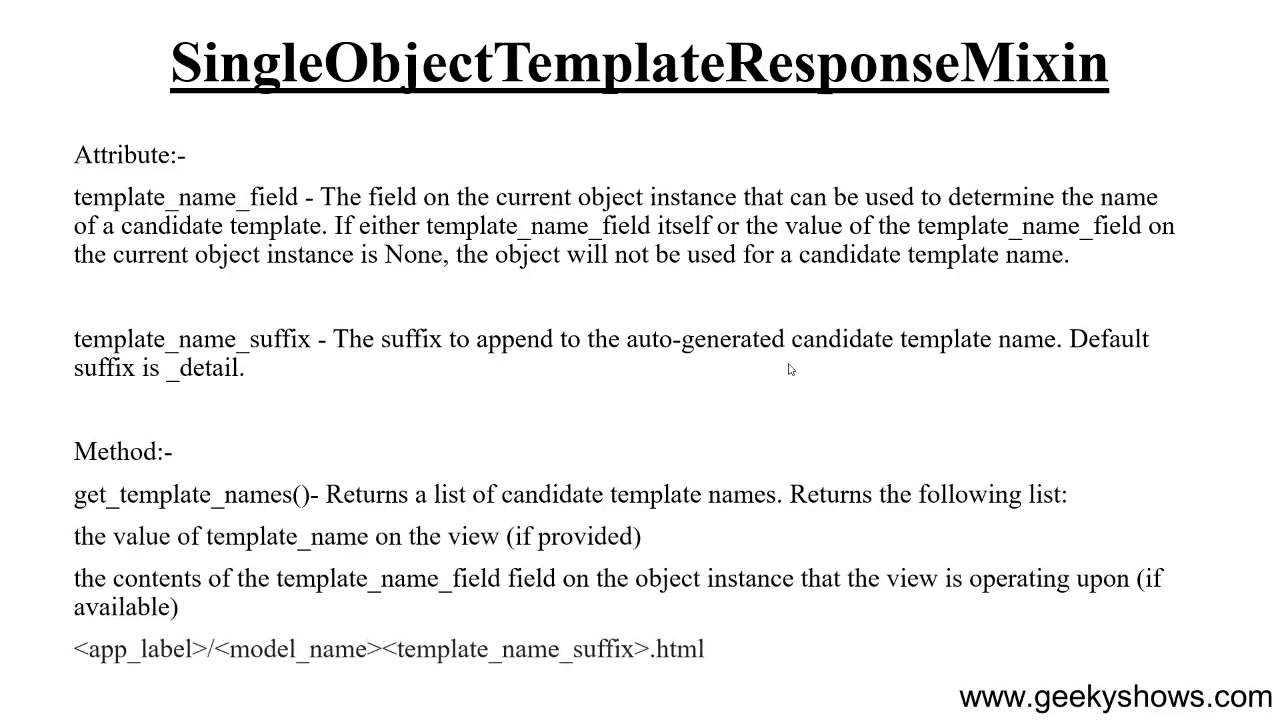 SingleObjectTemplateResponseMixin
Attribute:-
template_name_field - The field on the current object instance that can be used to determine the name
of a candidate template. If either template_name_field itself or the value of the template_name_field on
the current object instance is None, the object will not be used for a candidate template name.
template_name_suffix - The suffix to append to the auto-generated candidate template name. Default
suffix is _detail.
Method:-
get_template_names()- Returns a list of candidate template names. Returns the following list:
the value of template_name on the view (if provided)
the contents of the template_name_field field on the object instance that the view is operating upon (if
available)
<app_label>/<model_name><template_name_suffix>.html
www.geekyshows.com